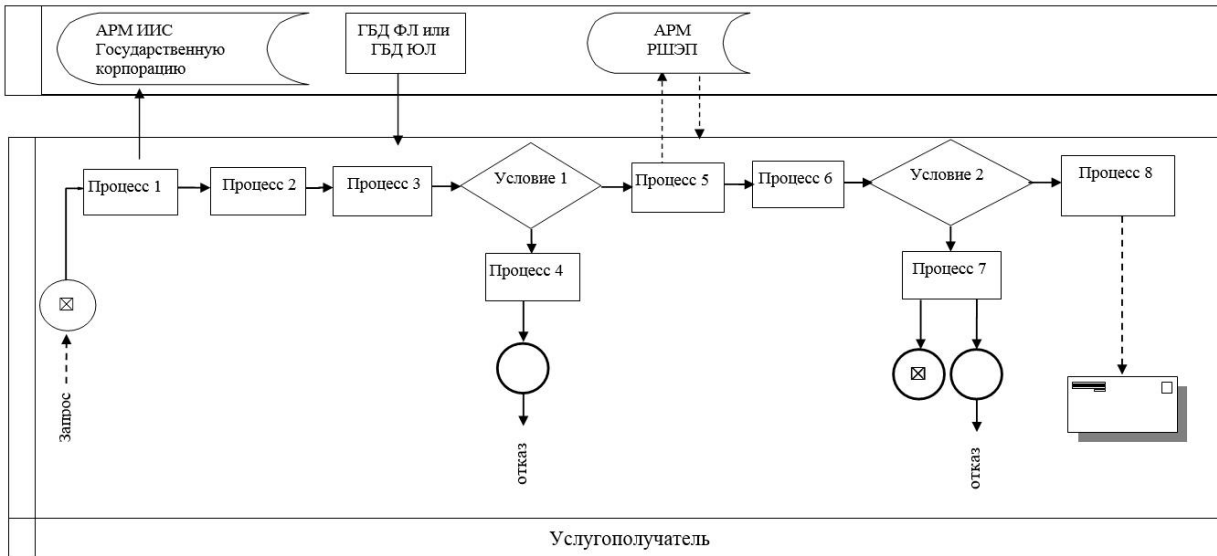 АРМ ИИС
Государственную
корпорацию
ГБД ФЛ или
ГБД ЮЛ
АРМ
РШЭП
Процесс 1
Процесс 2
Процесс 3
Условие 1
Процесс 5
Процесс 6
Условие 2
Процесс 8
Процесс 4
Процесс 7
Запрос
отказ
отказ
Услугополучатель